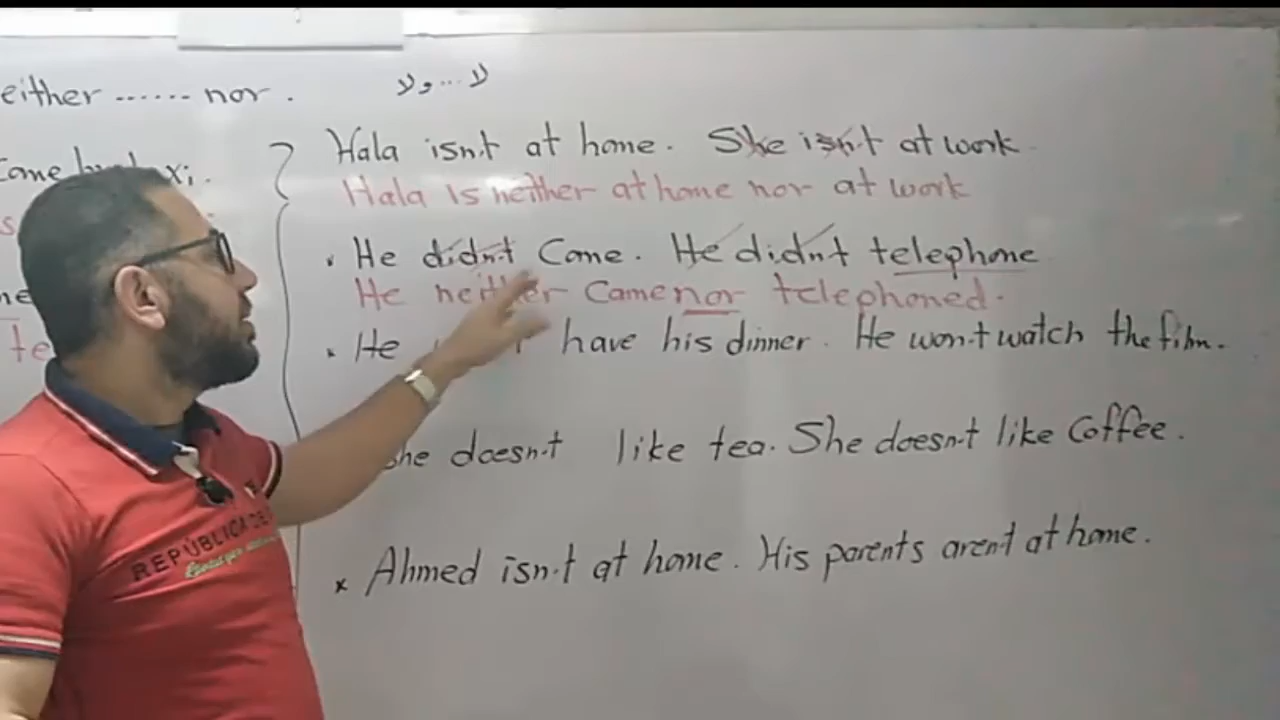 either ...... nor .
لا ... ولا
Hala isn't at home. She isn't at work
Hala Is neither at home nor at work
He didn't Come. He didn't telephone
He neither Came nor telephoned.
He have his dinner. He won't watch the film.
She doesn't like tea. She doesn't like Coffee.
Ahmed isn't at home. His parents aren't at home.
REPÚBLICA DE